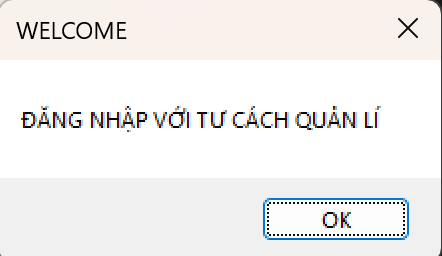 WELCOME
ĐĂNG NHẬP VỚI TƯ CÁCH QUẢN LÍ
OK